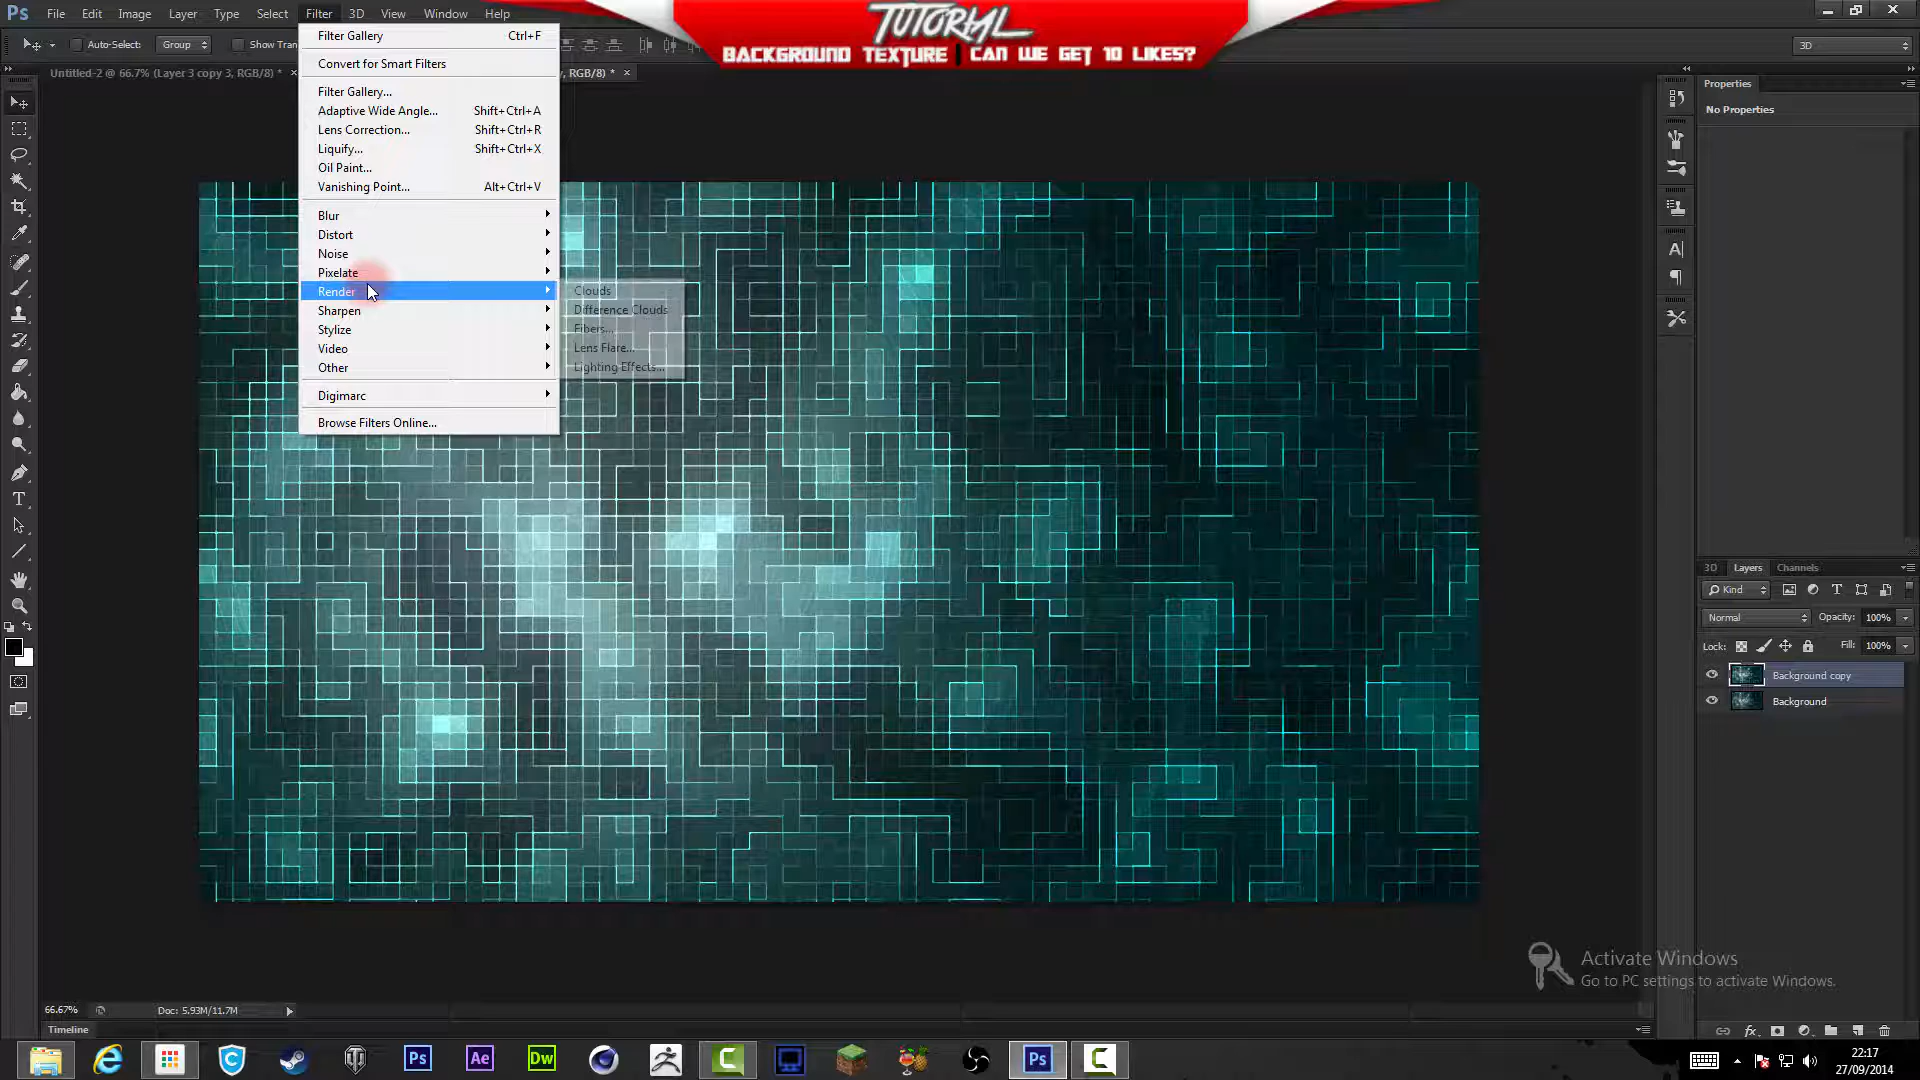 Ps File Edit Image Layer Type Select Filter 3D View Window Help
TUTORIAL
BACKGROUND TEXTURE | CAN WE GET 10 LIKES?
Auto-Select: Group Show Tran
3D
Untitled-2 @ 66.7% (Layer 3 copy 3, RGB/8) * ×
y, RGB/8) * ×
Filter Gallery Ctrl+F
Convert for Smart Filters
Filter Gallery...
Adaptive Wide Angle... Shift+Ctrl+A
Lens Correction... Shift+Ctrl+R
Liquify... Shift+Ctrl+X
Oil Paint...
Vanishing Point... Alt+Ctrl+V
Blur
Distort
Noise
Pixelate
Render
Sharpen
Stylize
Video
Other
Digimarc
Browse Filters Online...
Clouds
Difference Clouds
Fibers...
Lens Flare...
Lighting Effects...
Properties
No Properties
3D Layers Channels
Kind
Normal Opacity: 100%
Lock: Fill: 100%
Background copy
Background
Activate Windows
Go to PC settings to activate Windows.
66.67% Doc: 5.93M/11.7M
Timeline
Ps Ae Dw Ps
22:17
27/09/2014